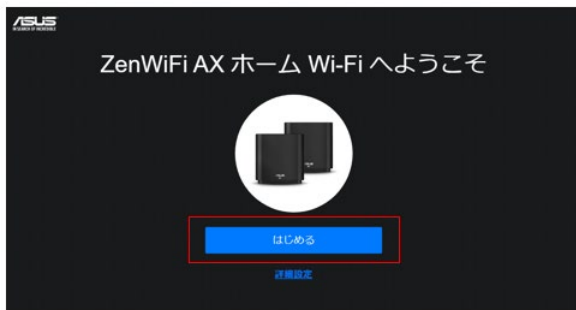 ASUS
IN SEARCH OF INCREDIBLE
ZenWiFi AX ホーム Wi-Fi へようこそ
はじめる
詳細設定